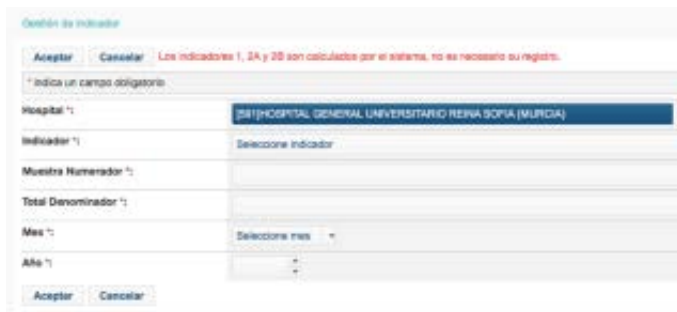 Gestión de indicador
Aceptar Cancelar Los indicadores 1, 2A y 2B son calculados por el sistema, no es necesario su registro.
* Indica un campo obligatorio
Hospital *: [591]HOSPITAL GENERAL UNIVERSITARIO REINA SOFIA (MURCIA)
Indicador *: Seleccione indicador
Muestra Numerador *:
Total Denominador *:
Mes *: Seleccione mes
Año *:
Aceptar Cancelar